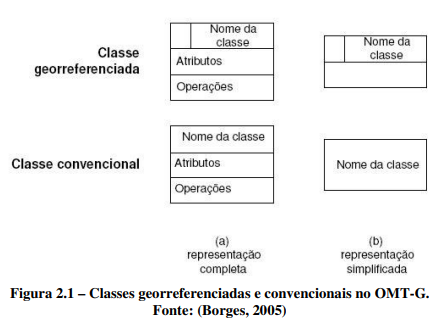 Classe
georreferenciada
Nome da
classe
Atributos
Operações
Nome da
classe
Classe convencional
Nome da classe
Atributos
Operações
Nome da classe
(a)
representação
completa
(b)
representação
simplificada
Figura 2.1 – Classes georreferenciadas e convencionais no OMT-G.
Fonte: (Borges, 2005)